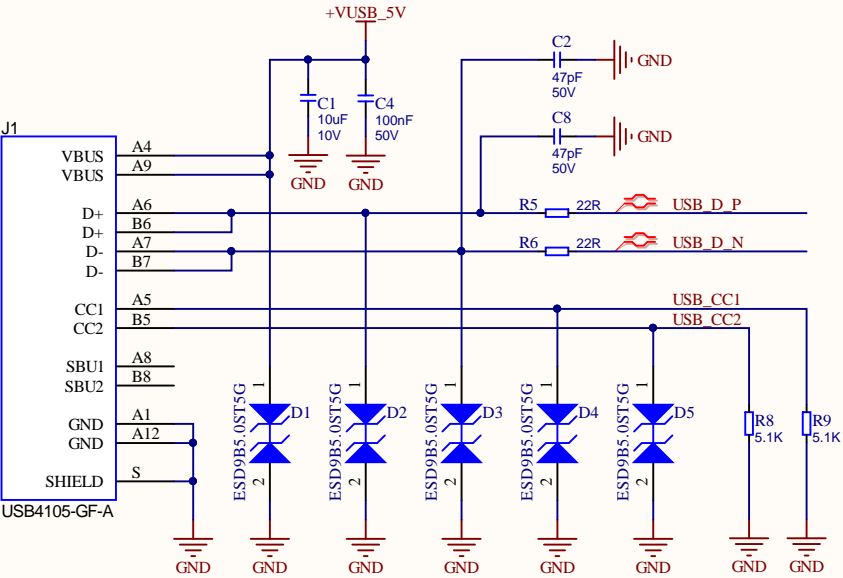 +VUSB_5V
C2
47pF
50V
GND
C1
10uF
10V
C4
100nF
50V
GND
GND
C8
47pF
50V
GND
J1
VBUS A4
VBUS A9
D+ A6
D+ B6
D- A7
D- B7
R5 22R USB_D_P
R6 22R USB_D_N
CC1 A5 USB_CC1
CC2 B5 USB_CC2
SBU1 A8
SBU2 B8
GND A1
GND A12
SHIELD S
USB4105-GF-A
1
ESD9B5.0ST5G
D1
2
1
ESD9B5.0ST5G
D2
2
1
ESD9B5.0ST5G
D3
2
1
ESD9B5.0ST5G
D4
2
1
ESD9B5.0ST5G
D5
2
R8
5.1K
R9
5.1K
GND GND GND GND GND GND GND GND